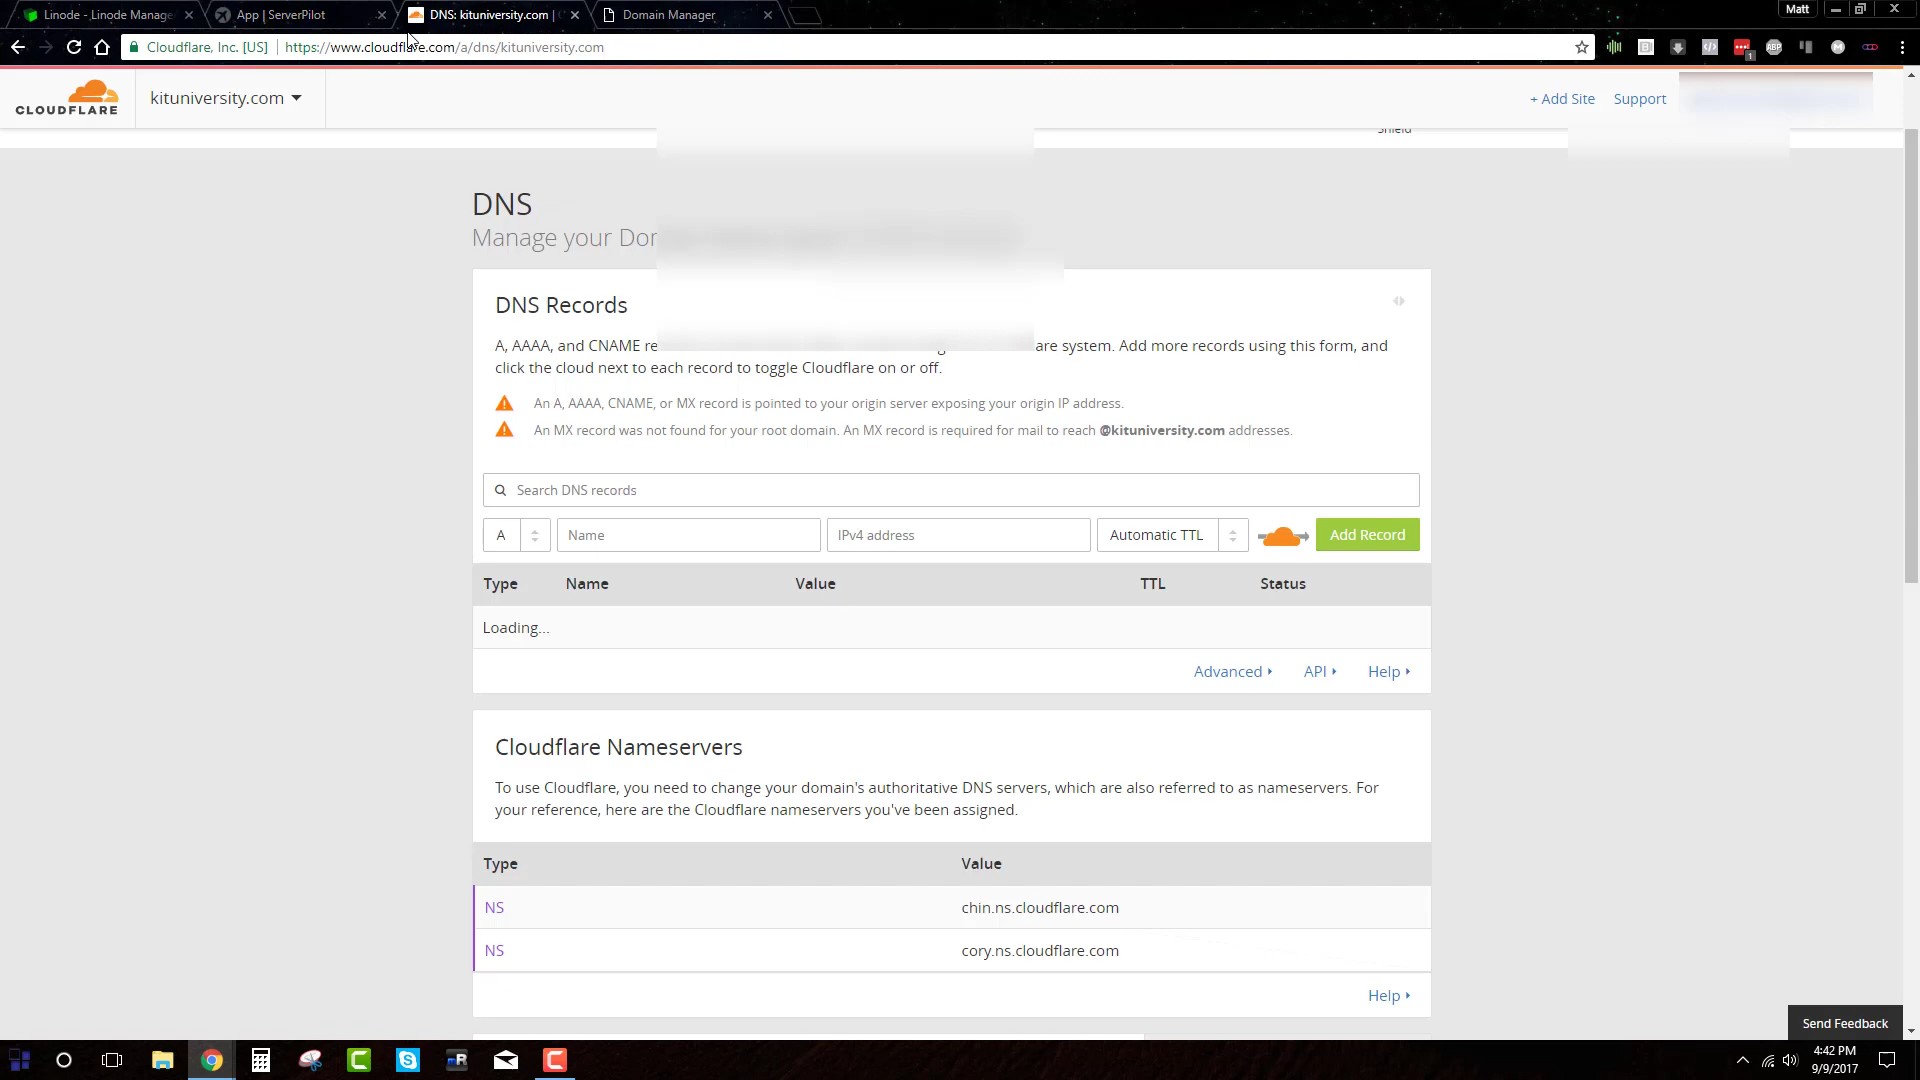 Linode - Linode Manage
App | ServerPilot
DNS: kituniversity.com |
Domain Manager
Matt
Cloudflare, Inc. [US]
https://www.cloudflare.com/a/dns/kituniversity.com
CLOUDFLARE
kituniversity.com
+ Add Site
Support
Shield
DNS
Manage your
DNS Records
A, AAAA, and CNAME
are system. Add more records using this form, and
click the cloud next to each record to toggle Cloudflare on or off.
An A, AAAA, CNAME, or MX record is pointed to your origin server exposing your origin IP address.
An MX record was not found for your root domain. An MX record is required for mail to reach @kituniversity.com addresses.
Search DNS records
A
Name
IPv4 address
Automatic TTL
Add Record
Type Name Value TTL Status
Loading...
Advanced
API
Help
Cloudflare Nameservers
To use Cloudflare, you need to change your domain's authoritative DNS servers, which are also referred to as nameservers. For
your reference, here are the Cloudflare nameservers you've been assigned.
Type Value
NS chin.ns.cloudflare.com
NS cory.ns.cloudflare.com
Help
Send Feedback
4:42 PM
9/9/2017